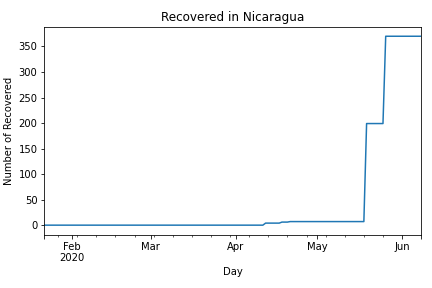 Recovered in Nicaragua
Number of Recovered
350
300
250
200
150
100
50
0
Feb
2020
Mar
Apr
May
Jun
Day